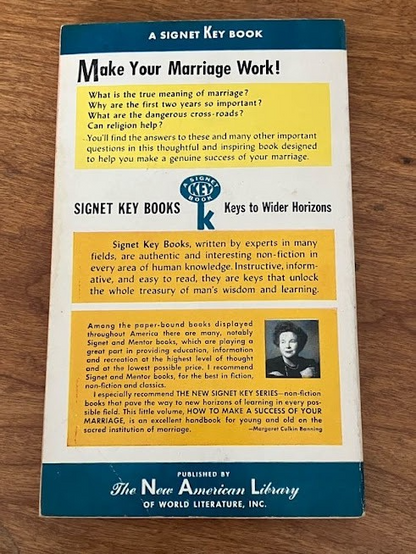 A SIGNET KEY BOOK
Make Your Marriage Work!
What is the true meaning of marriage?
Why are the first two years so important?
What are the dangerous cross-roads?
Can religion help?
You'll find the answers to these and many other important
questions in this thoughtful and inspiring book designed
to help you make a genuine success of your marriage.
A SIGNET
KEY
BOOK
SIGNET KEY BOOKS k Keys to Wider Horizons
Signet Key Books, written by experts in many
fields, are authentic and interesting non-fiction in
every area of human knowledge. Instructive, inform-
ative, and easy to read, they are keys that unlock
the whole treasury of man's wisdom and learning.
Among the paper-bound books displayed
throughout America there are many, notably
Signet and Mentor books, which are playing a
great part in providing education, information
and recreation at the highest level of thought
and at the lowest possible price. I recommend
Signet and Mentor books, for the best in fiction,
non-fiction and classics.
I especially recommend THE NEW SIGNET KEY SERIES—non-fiction
books that pave the way to new horizons of learning in every pos-
sible field. This little volume, HOW TO MAKE A SUCCESS OF YOUR
MARRIAGE, is an excellent handbook for young and old on the
sacred institution of marriage. —Margaret Culkin Banning
PUBLISHED BY
The New American Library
OF WORLD LITERATURE, INC.